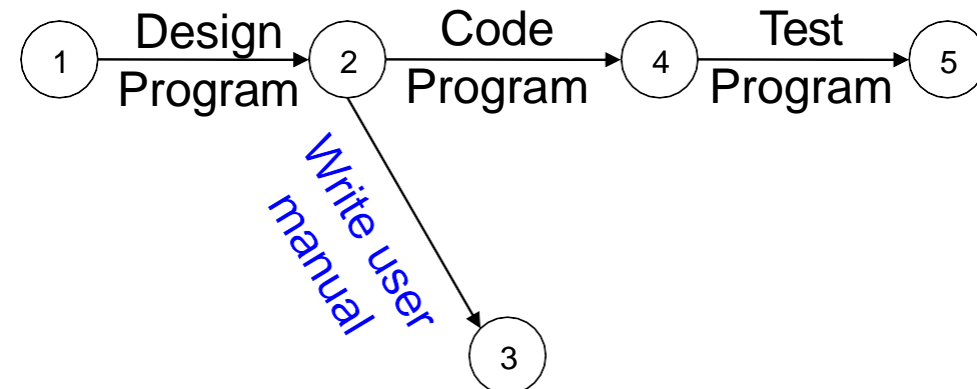 Design
Program
Code
Program
Test
Program
1
2
4
5
Write user
manual
3